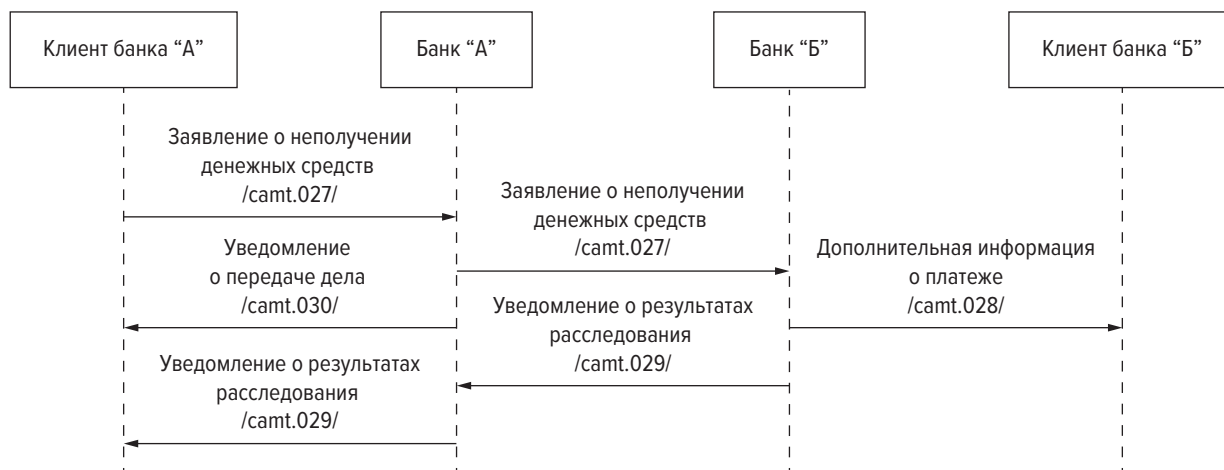 Клиент банка “А”
Банк “А”
Банк “Б”
Клиент банка “Б”
Заявление о неполучении
денежных средств
/camt.027/
Заявление о неполучении
денежных средств
/camt.027/
Уведомление
о передаче дела
/camt.030/
Дополнительная информация
о платеже
/camt.028/
Уведомление о результатах
расследования
/camt.029/
Уведомление о результатах
расследования
/camt.029/